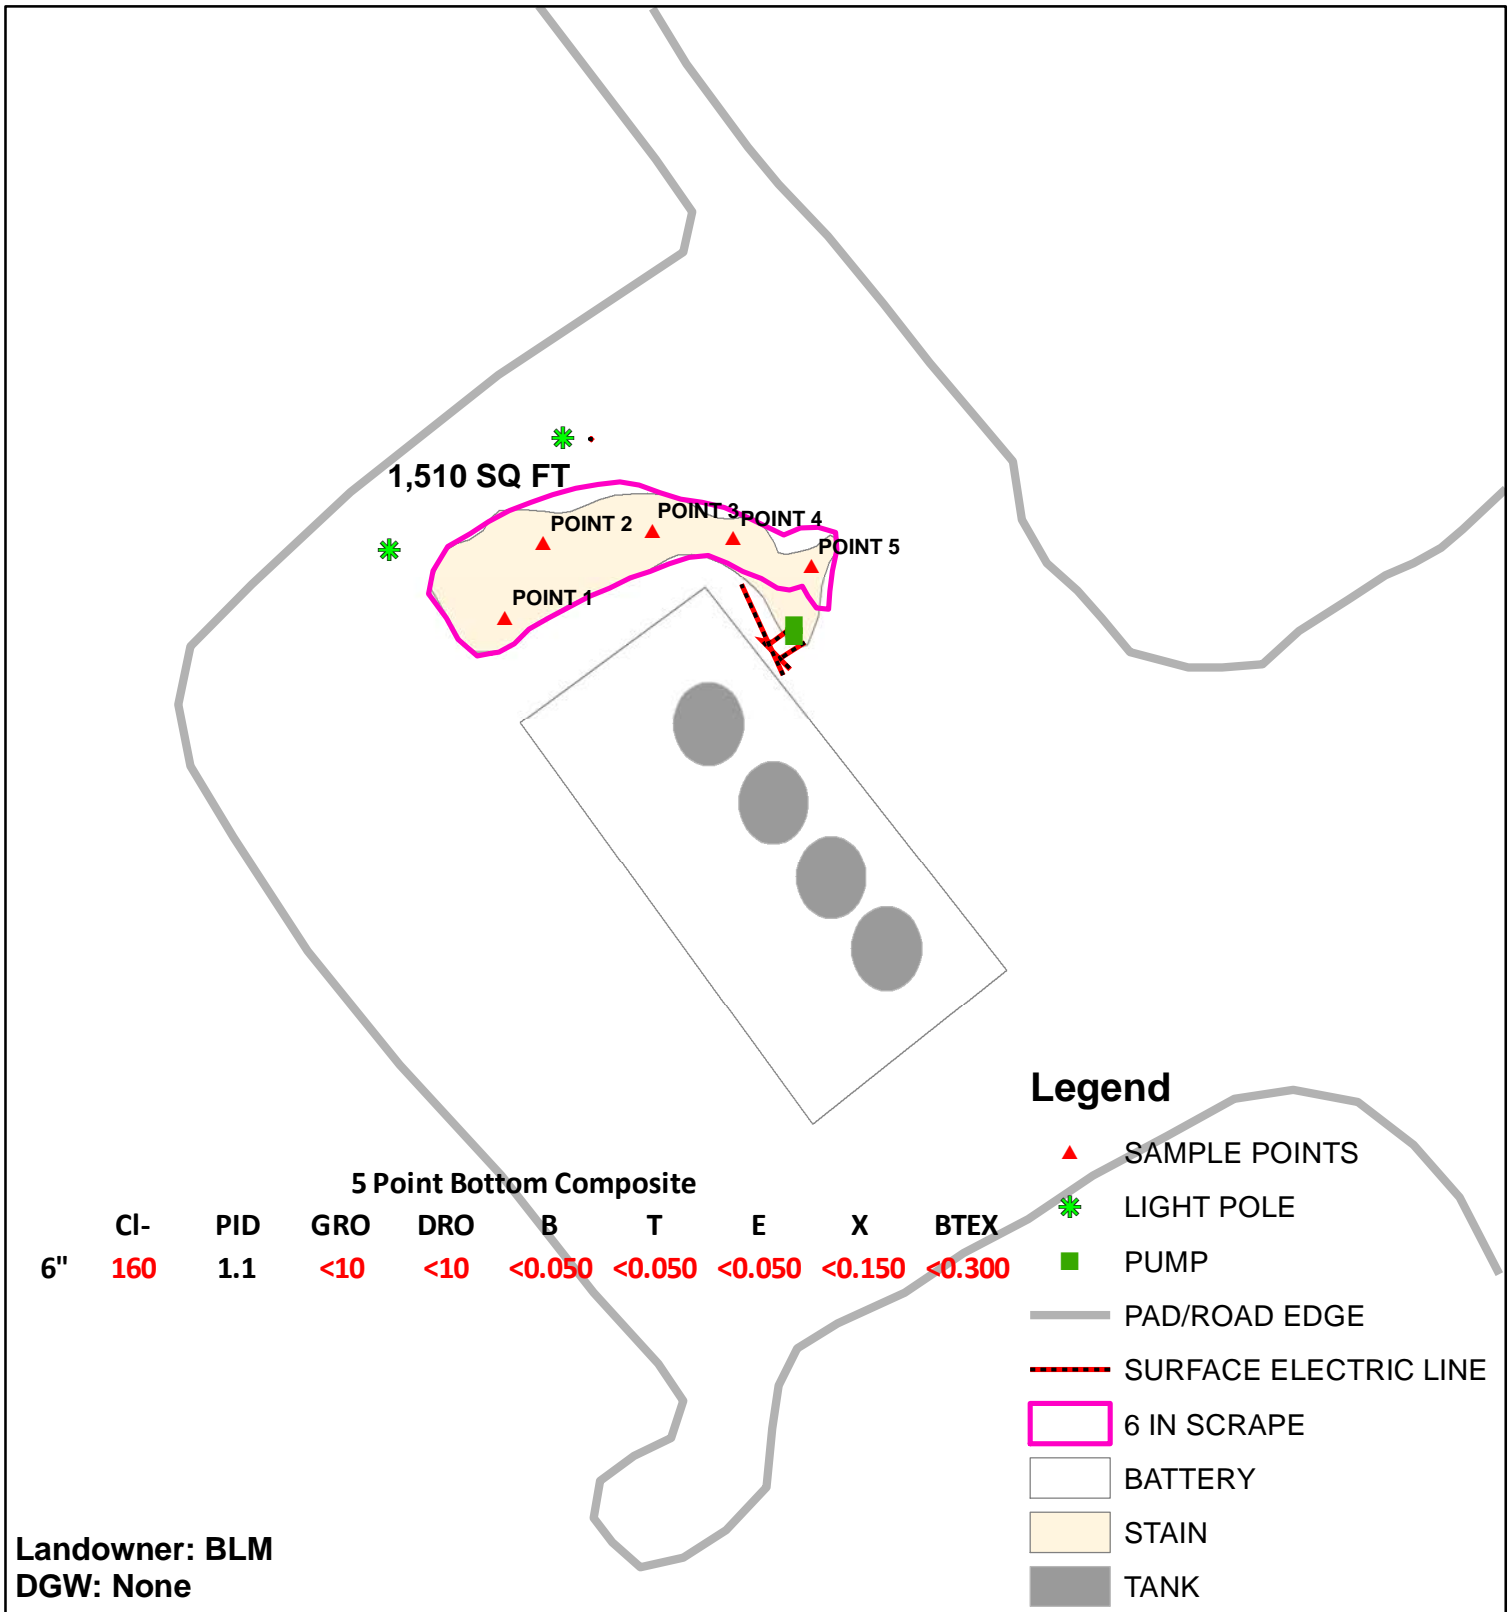 1,510 SQ FT
POINT 3
POINT 4
POINT 2
POINT 5
POINT 1
Legend
SAMPLE POINTS
LIGHT POLE
PUMP
PAD/ROAD EDGE
SURFACE ELECTRIC LINE
6 IN SCRAPE
BATTERY
STAIN
TANK
5 Point Bottom Composite
Cl- PID GRO DRO B T E X BTEX
6" 160 1.1 <10 <10 <0.050 <0.050 <0.050 <0.150 <0.300
Landowner: BLM
DGW: None